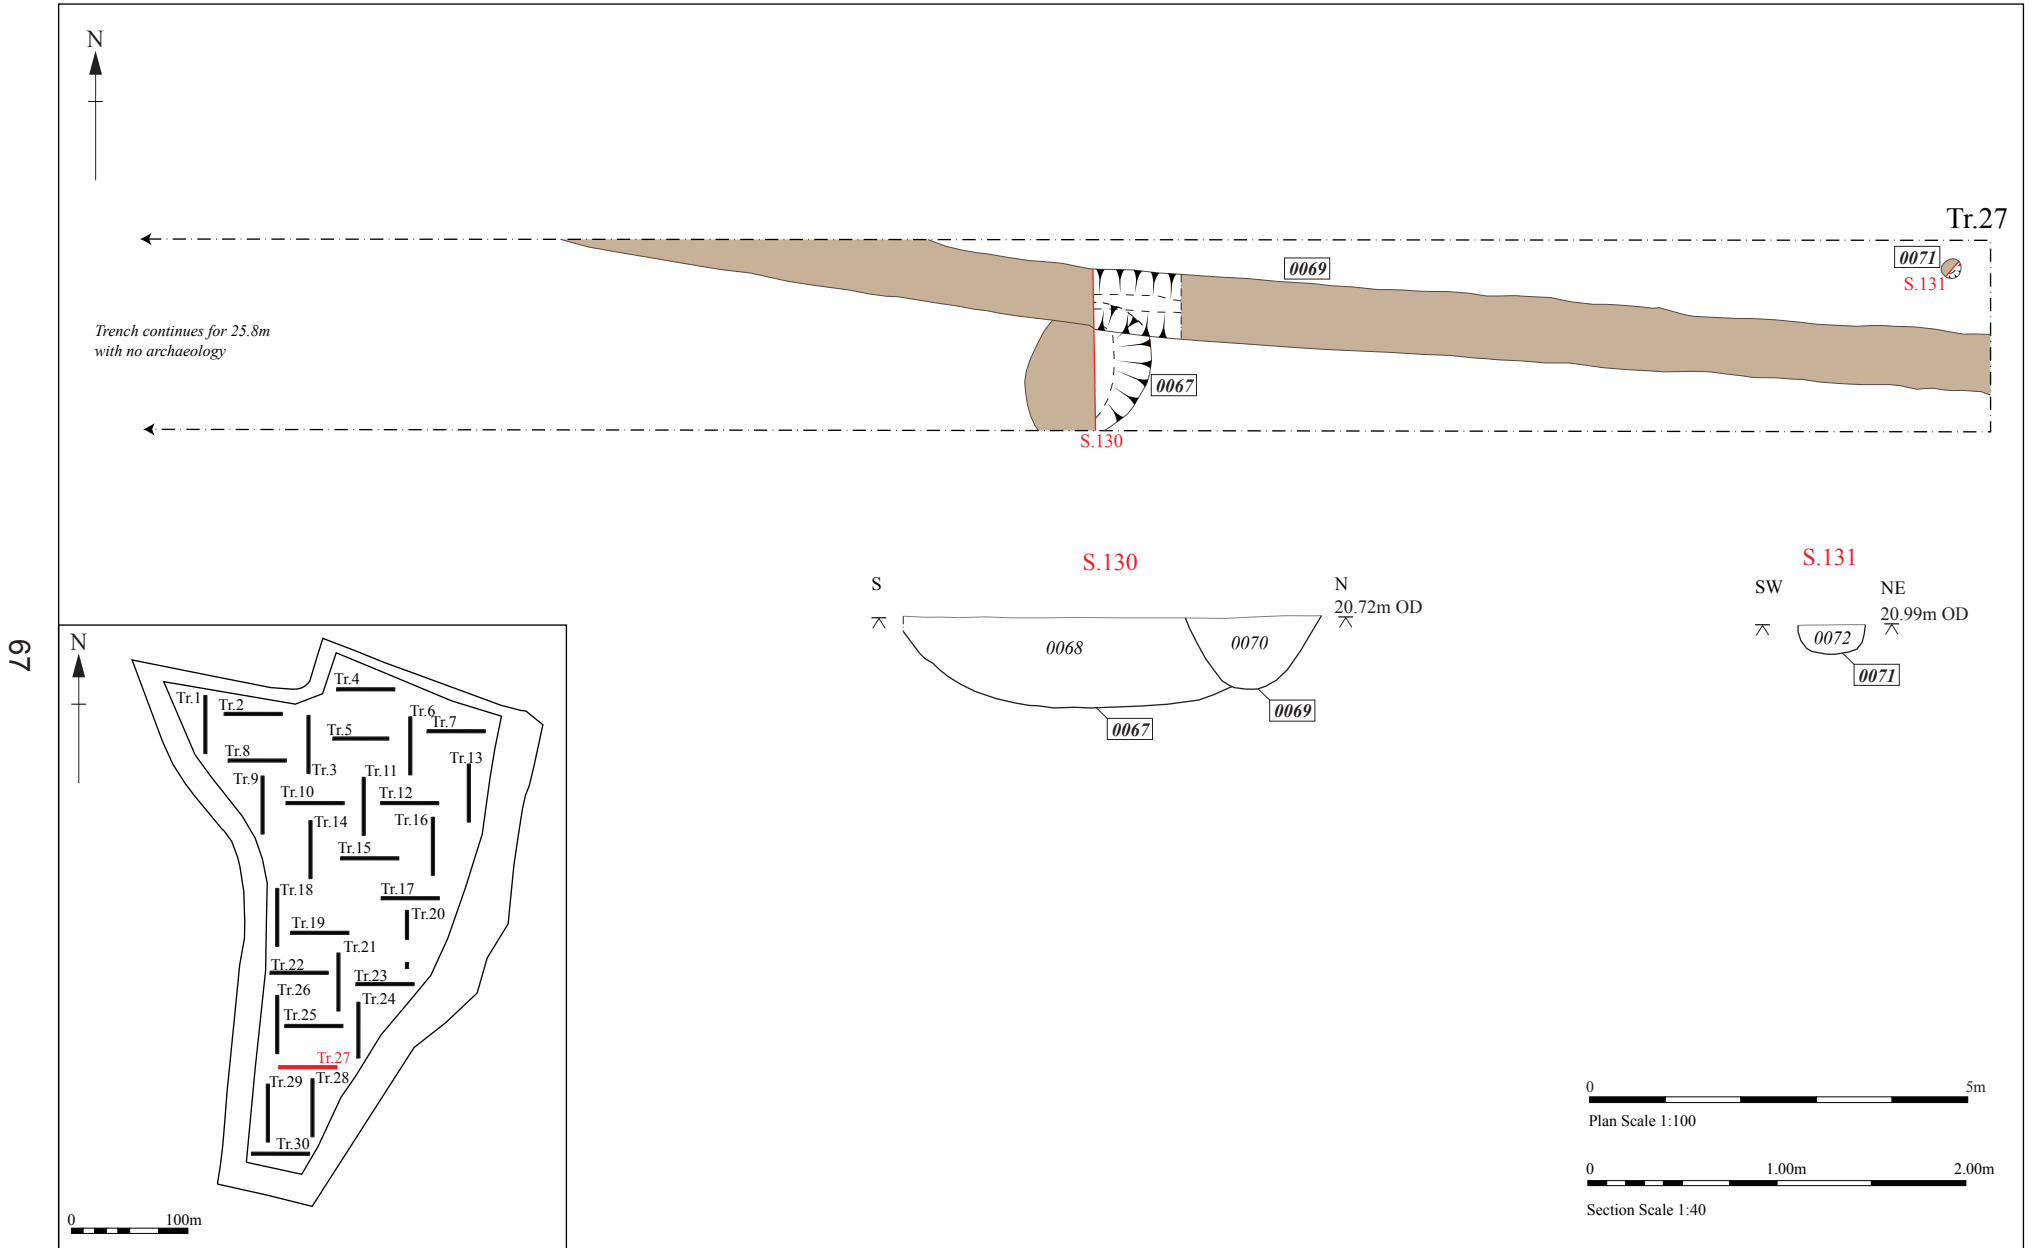 N
Tr.27
0071
S.131
0069
Trench continues for 25.8m
with no archaeology
0067
S.130
S.130
S
N
20.72m OD
0068
0070
0069
0067
S.131
SW
NE
20.99m OD
0072
0071
67
N
Tr.4
Tr.1
Tr.2
Tr.6
Tr.7
Tr.5
Tr.8
Tr.13
Tr.3
Tr.11
Tr.9
Tr.10
Tr.12
Tr.14
Tr.16
Tr.15
Tr.18
Tr.17
Tr.20
Tr.19
Tr.21
Tr.22
Tr.23
Tr.26
Tr.24
Tr.25
Tr.27
Tr.29
Tr.28
Tr.30
0 100m
0 5m
Plan Scale 1:100
0 1.00m 2.00m
Section Scale 1:40